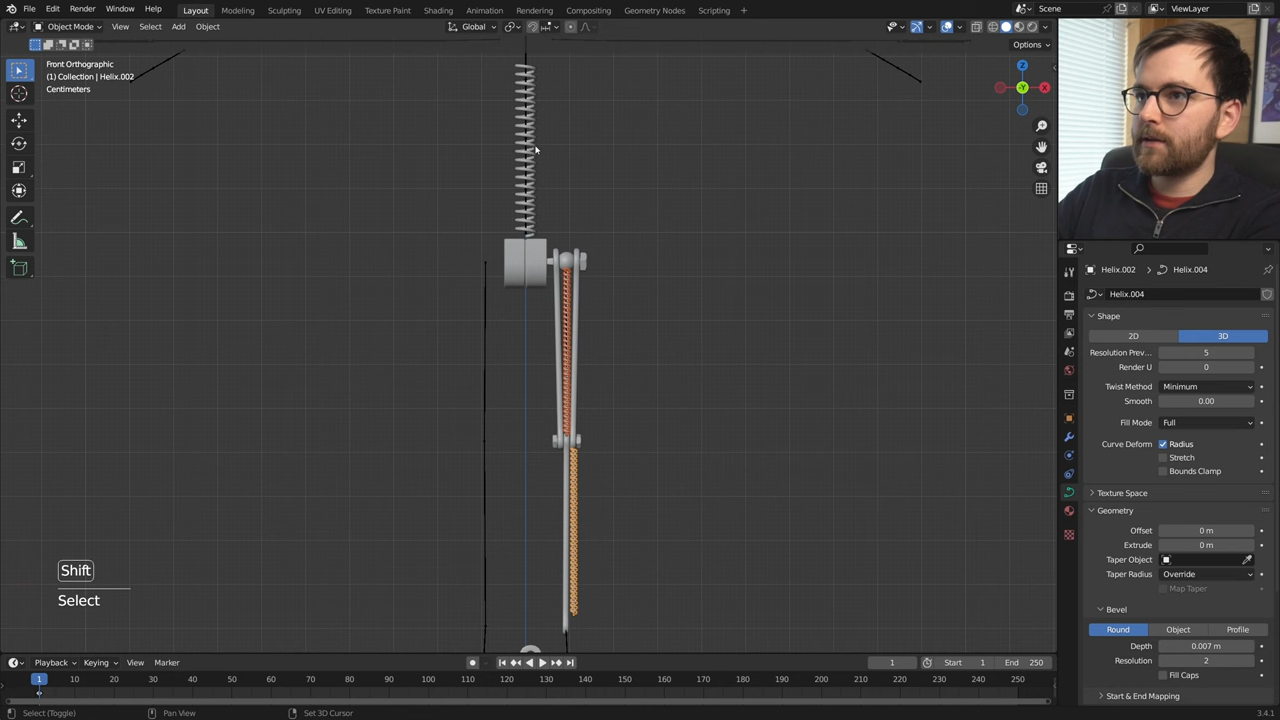 File Edit Render Window Help Layout Modeling Sculpting UV Editing Texture Paint Shading Animation Rendering Compositing Geometry Nodes Scripting Scene ViewLayer
Object Mode View Select Add Object Global
Options
Front Orthographic
(1) Collection | Helix.002
Centimeters
Z
Y
X
Helix.002 Helix.004
Helix.004
Shape
2D 3D
Resolution Prev... 5
Render U 0
Twist Method Minimum
Smooth 0.00
Fill Mode Full
Curve Deform Radius
Stretch
Bounds Clamp
Texture Space
Geometry
Offset 0 m
Extrude 0 m
Taper Object
Taper Radius Override
Map Taper
Bevel
Round Object Profile
Depth 0.007 m
Resolution 2
Fill Caps
Start & End Mapping
Shift
Select
Playback Keying View Marker 1 Start 1 End 250
1 10 20 30 40 50 60 70 80 90 100 110 120 130 140 150 160 170 180 190 200 210 220 230 240 250
Select (Toggle) Pan View Set 3D Cursor 3.4.1